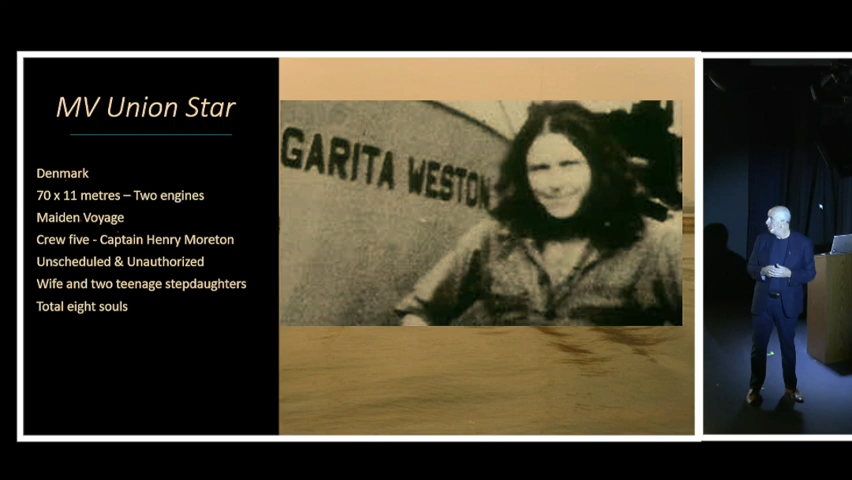 MV Union Star
Denmark
70 x 11 metres – Two engines
Maiden Voyage
Crew five - Captain Henry Moreton
Unscheduled & Unauthorized
Wife and two teenage stepdaughters
Total eight souls
GARITA WESTON